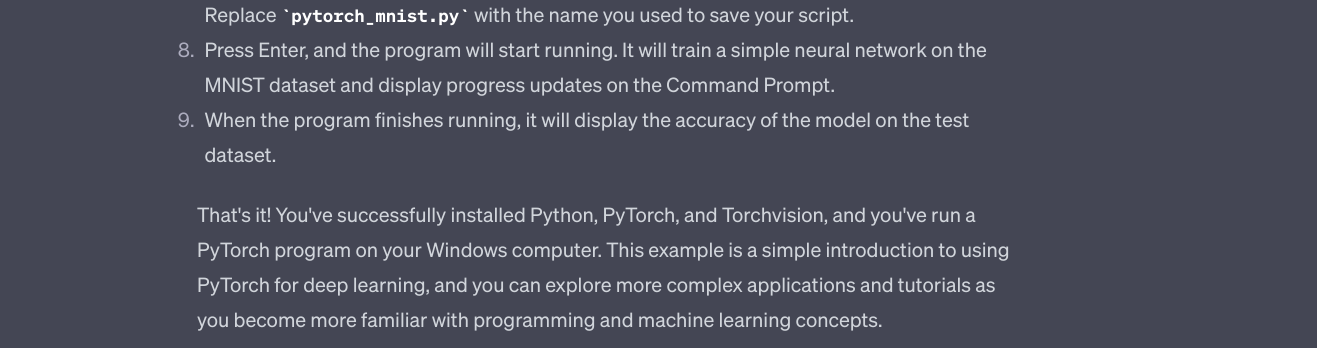 Replace `pytorch_mnist.py` with the name you used to save your script.
8. Press Enter, and the program will start running. It will train a simple neural network on the
MNIST dataset and display progress updates on the Command Prompt.
9. When the program finishes running, it will display the accuracy of the model on the test
dataset.
That's it! You've successfully installed Python, PyTorch, and Torchvision, and you've run a
PyTorch program on your Windows computer. This example is a simple introduction to using
PyTorch for deep learning, and you can explore more complex applications and tutorials as
you become more familiar with programming and machine learning concepts.